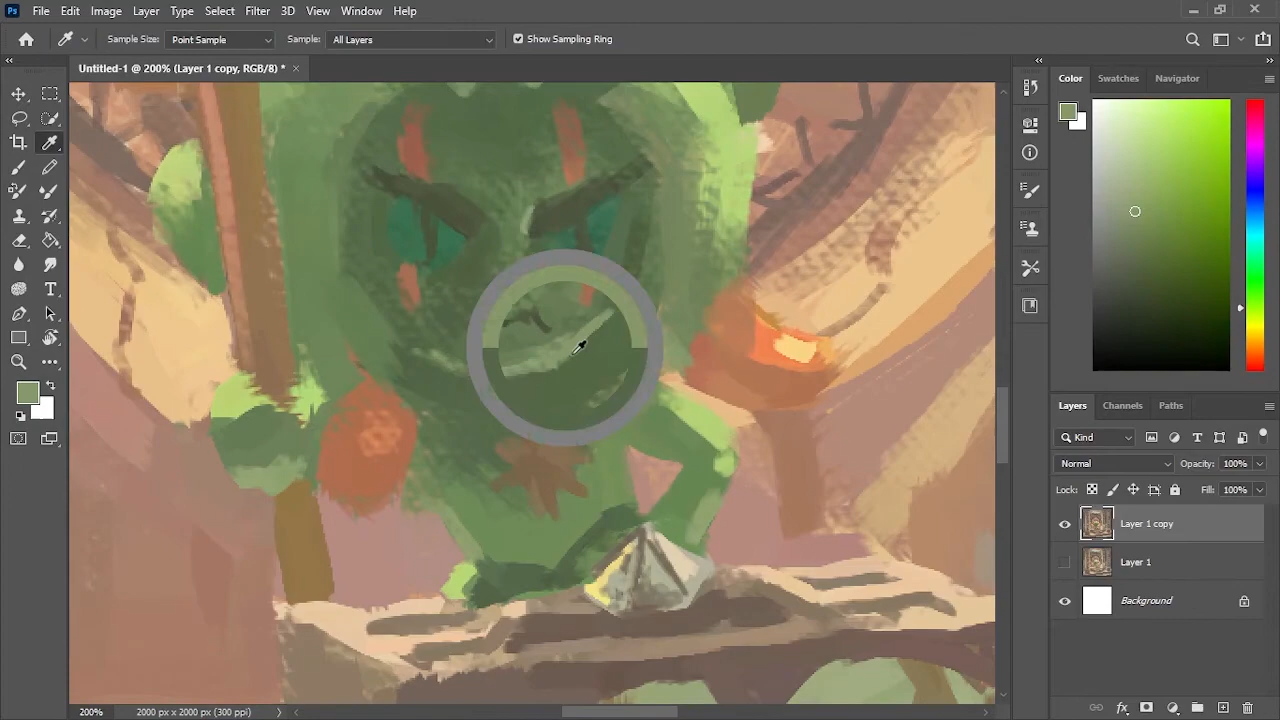 Ps File Edit Image Layer Type Select Filter 3D View Window Help
Sample Size: Point Sample Sample: All Layers Show Sampling Ring
Untitled-1 @ 200% (Layer 1 copy, RGB/8) *
Color Swatches Navigator
Layers Channels Paths
Kind
Normal Opacity: 100%
Lock: Fill: 100%
Layer 1 copy
Layer 1
Background
200% 2000 px x 2000 px (300 ppi)